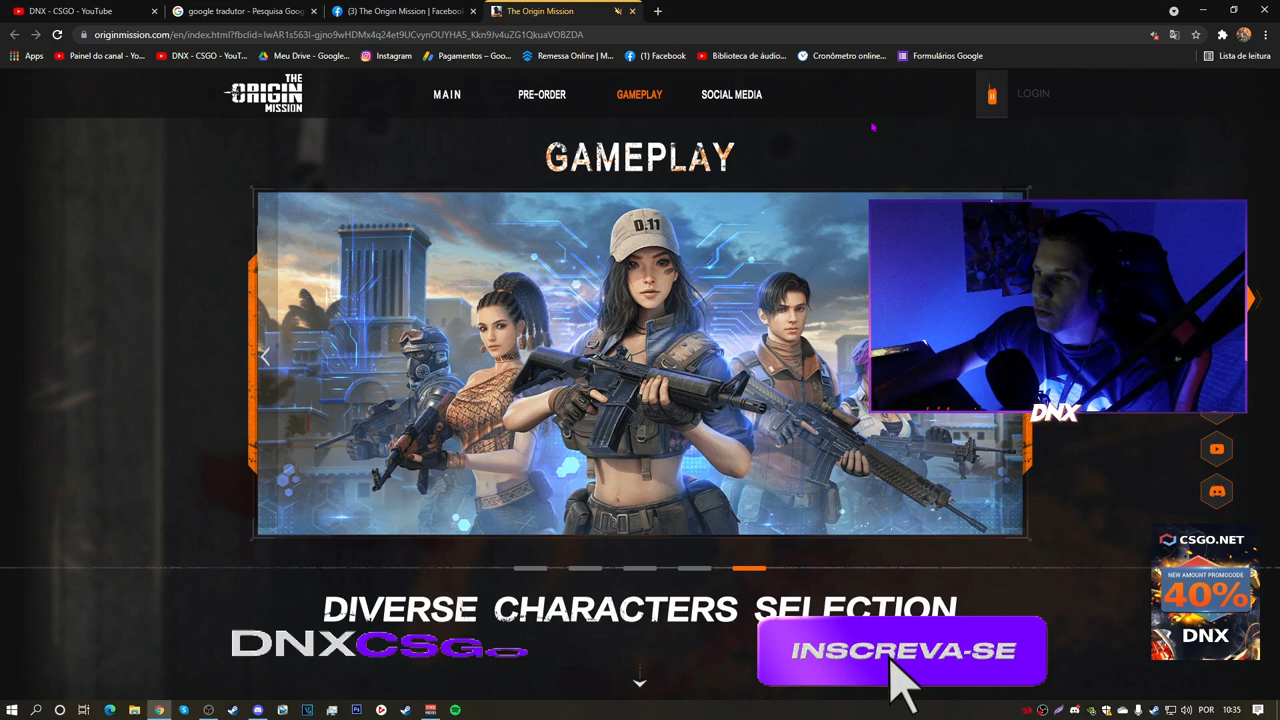 DNX - CSGO - YouTube
google tradutor - Pesquisa Goog
(3) The Origin Mission | Facebook
The Origin Mission
originmission.com/en/index.html?fbclid=IwAR1s563l-gjno9wHDMx4q24et9UCvynOUYHA5_Kkn9Jv4uZG1QkuaVO8ZDA
Apps
Painel do canal - Yo...
DNX - CSGO - YouT...
Meu Drive - Google...
Instagram
Pagamentos – Goo...
Remessa Online | M...
(1) Facebook
Biblioteca de áudio...
Cronômetro online...
Formulários Google
Lista de leitura
THE
ORIGIN
MISSION
MAIN
PRE-ORDER
GAMEPLAY
SOCIAL MEDIA
LOGIN
GAMEPLAY
D.11
DNX
CSGO.NET
NEW AMOUNT PROMOCODE
40%
DNX
DIVERSE CHARACTERS SELECTION
DNXCSGO
INSCREVA-SE
POR
10:35